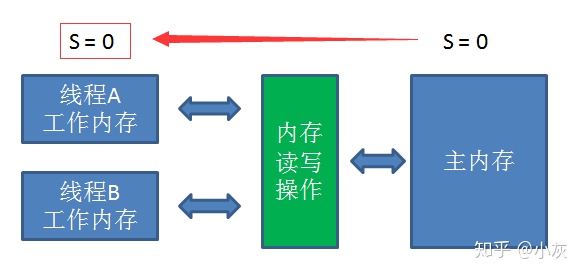 S = 0
S = 0
线程A
工作内存
内存
读写
操作
主内存
线程B
工作内存
知乎 @小灰